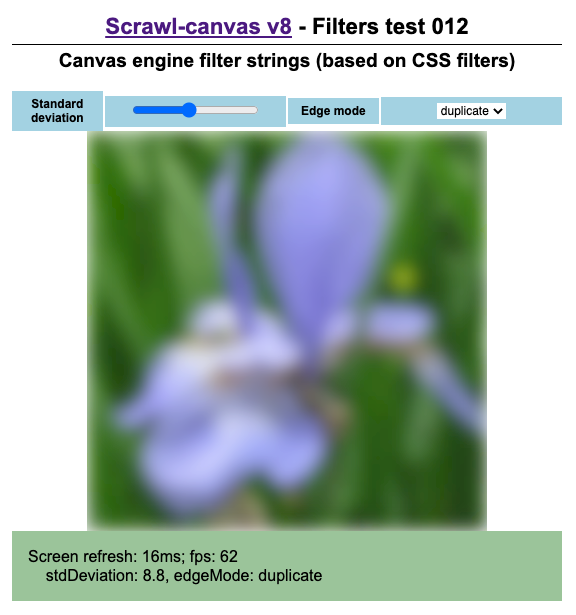 Scrawl-canvas v8 - Filters test 012
Canvas engine filter strings (based on CSS filters)
Standard
deviation
Edge mode
duplicate
Screen refresh: 16ms; fps: 62
stdDeviation: 8.8, edgeMode: duplicate